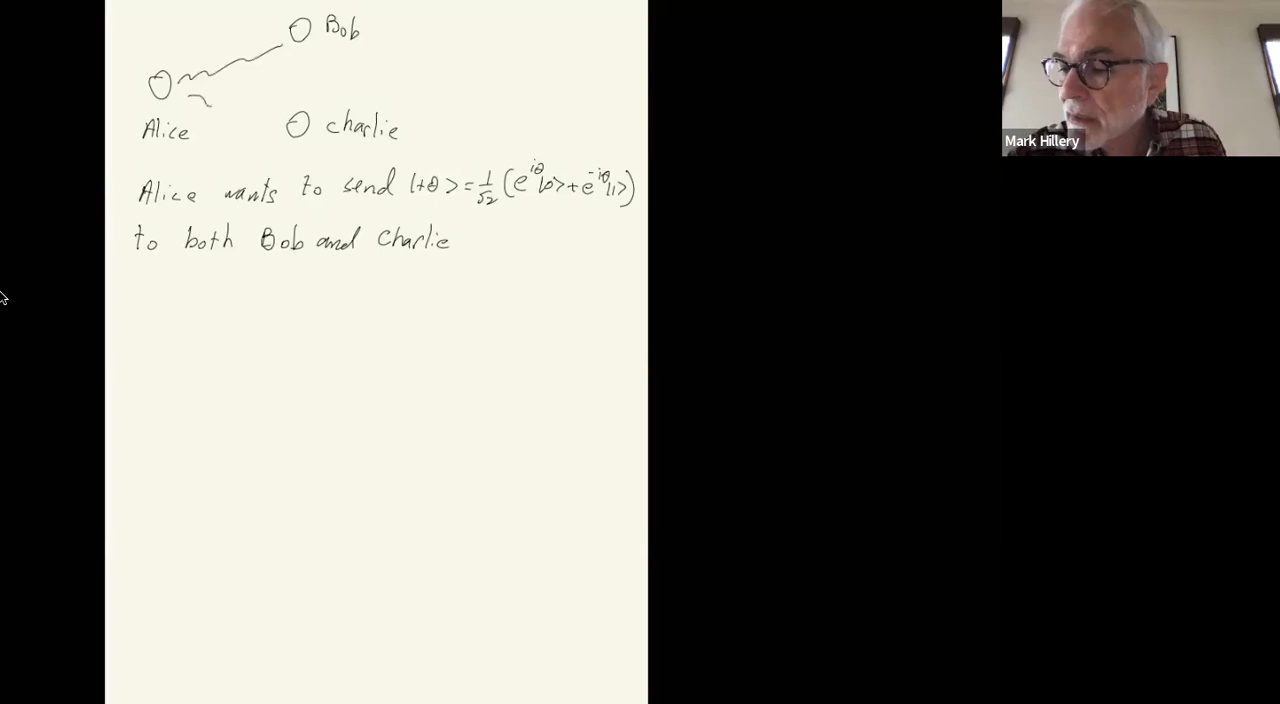 Bob
Alice
Charlie
Alice wants to send |+θ> = 1/√2 (e^{iθ}|0> + e^{-iθ}|1>)
to both Bob and Charlie
Mark Hillery